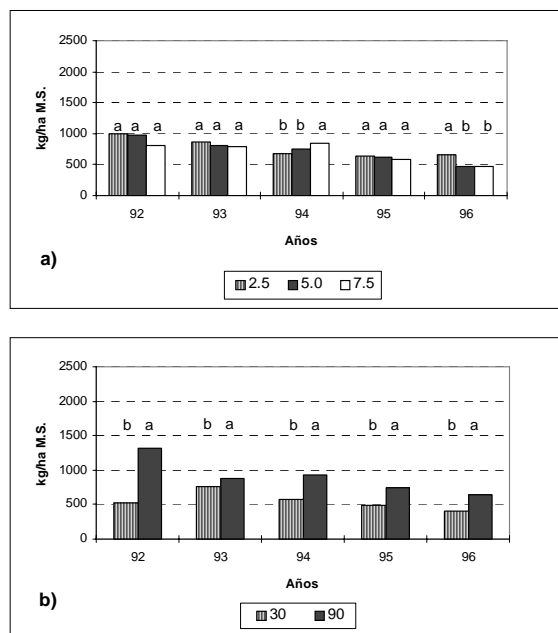 2500
2000
1500
1000
500
0
kg/ha M.S.
a a a a a a b b a a a a a b b
92 93 94 95 96
Años
a)
2.5 5.0 7.5
2500
2000
1500
1000
500
0
kg/ha M.S.
b a b a b a b a b a
92 93 94 95 96
Años
b)
30 90